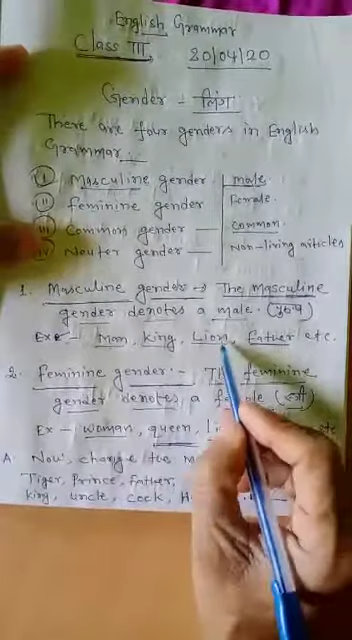 English Grammar
Class III 30/04/20
Gender - लिंग
There are four genders in English
Grammar.
(i) Masculine gender male.
(ii) Feminine gender Female.
(iii) Common gender — Common
Neuter gender — Non-living articles
1. Masculine gender → The masculine
gender denotes a male. (पुरुष)
Ex - man, king, Lion, Father etc.
2. Feminine gender - The feminine
gender denotes a female (स्त्री)
Ex - woman, queen, etc
A. Now, change the
Tiger, Prince, Father,
king, uncle, cock,